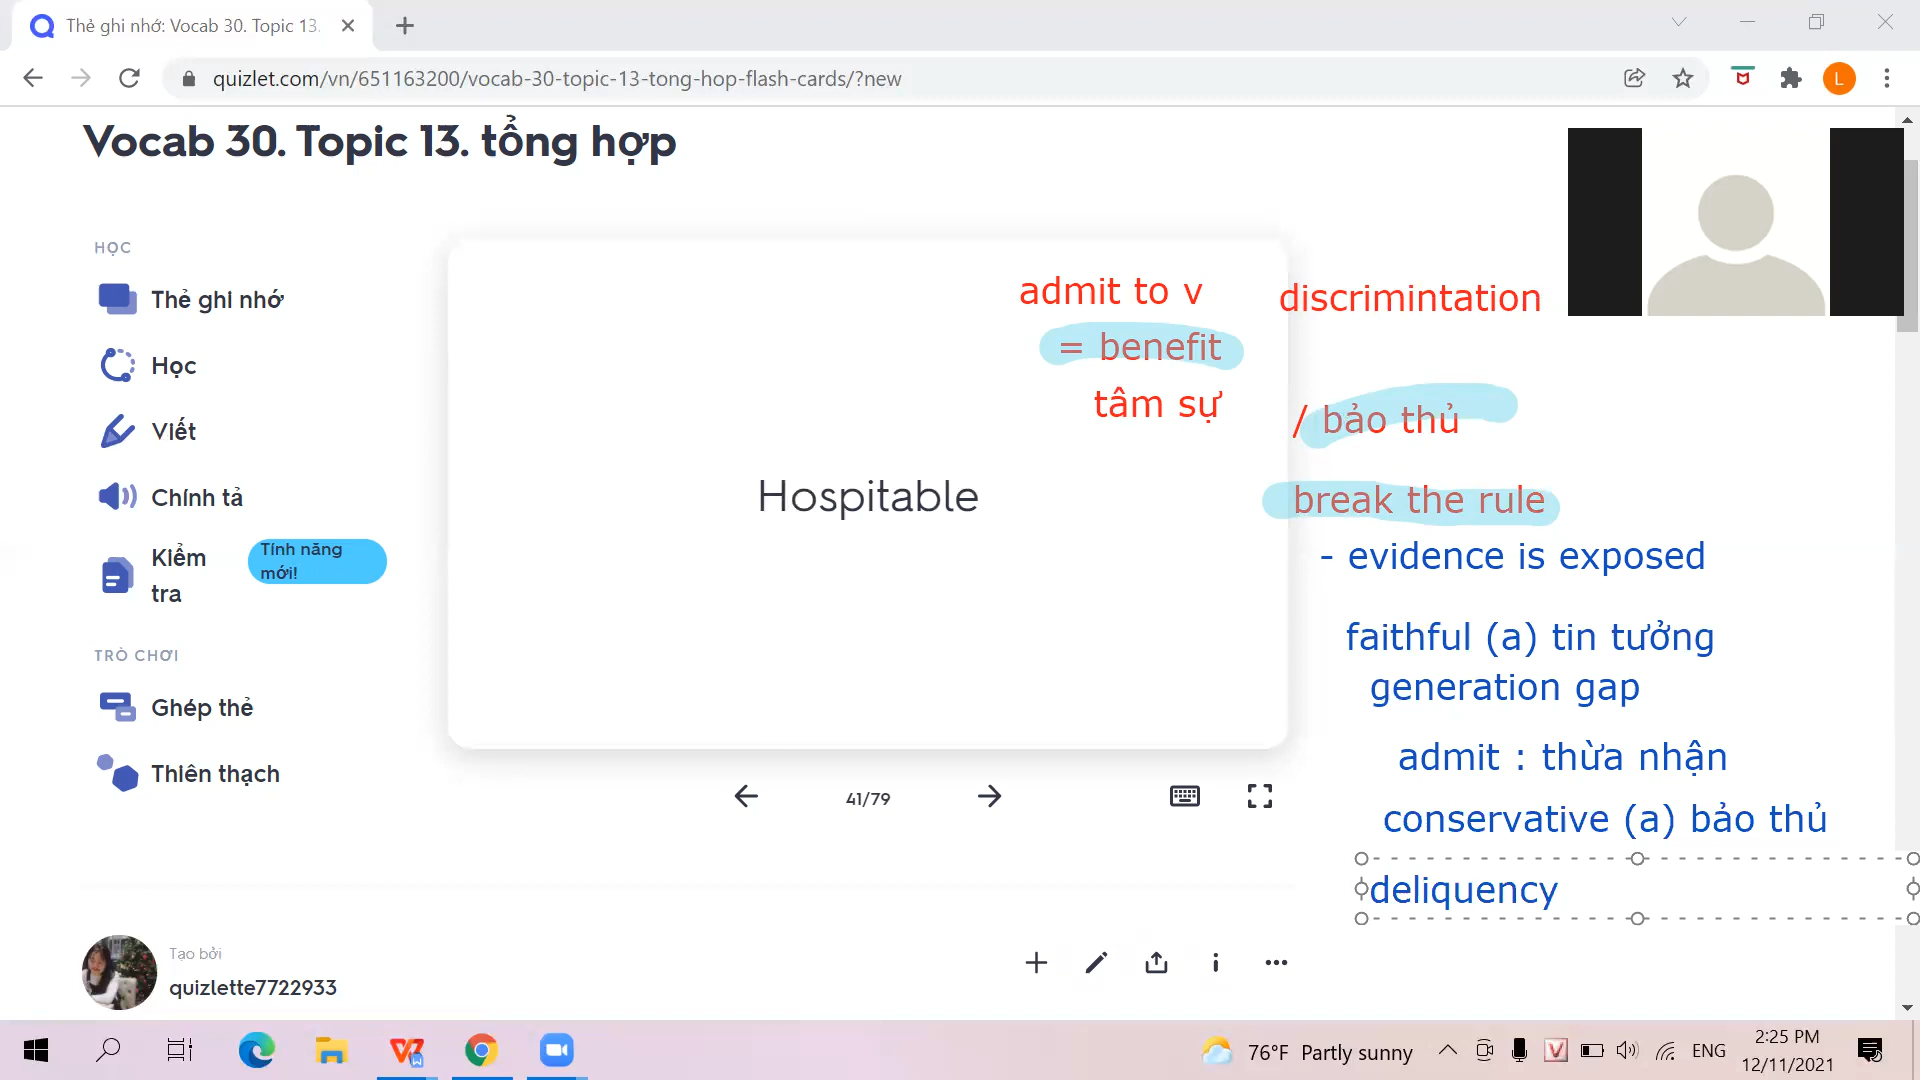 Thẻ ghi nhớ: Vocab 30. Topic 13.
quizlet.com/vn/651163200/vocab-30-topic-13-tong-hop-flash-cards/?new
L
Vocab 30. Topic 13. tổng hợp
HỌC
Thẻ ghi nhớ
Học
Viết
Chính tả
Kiểm tra
Tính năng mới!
TRÒ CHƠI
Ghép thẻ
Thiên thạch
Hospitable
admit to v
= benefit
tâm sự
discrimintation
/ bảo thủ
break the rule
- evidence is exposed
faithful (a) tin tưởng
generation gap
admit : thừa nhận
conservative (a) bảo thủ
deliquency
41/79
Tạo bởi
quizlette7722933
76°F Partly sunny
ENG
2:25 PM
12/11/2021